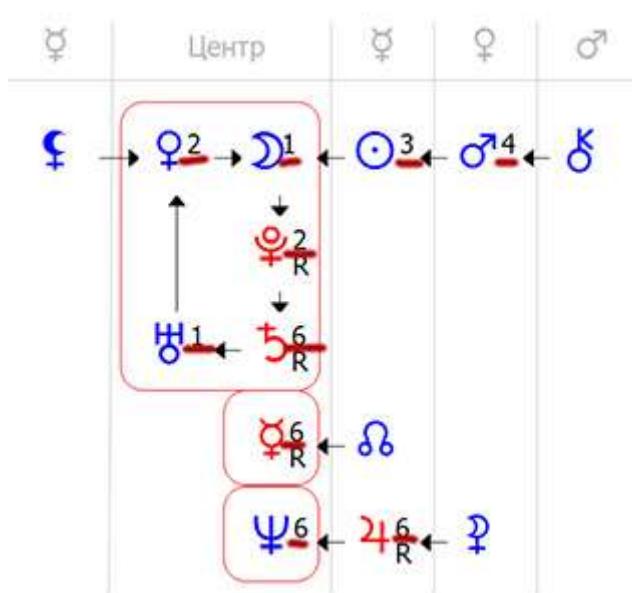 ☿ Центр ☿ ♀ ♂
⚸ ♀2 ☽1 ☉3 ♂4 ⚷
♇2
R
♅1 ♄6
R
☿6
R
☊
♆6 ♃6
R